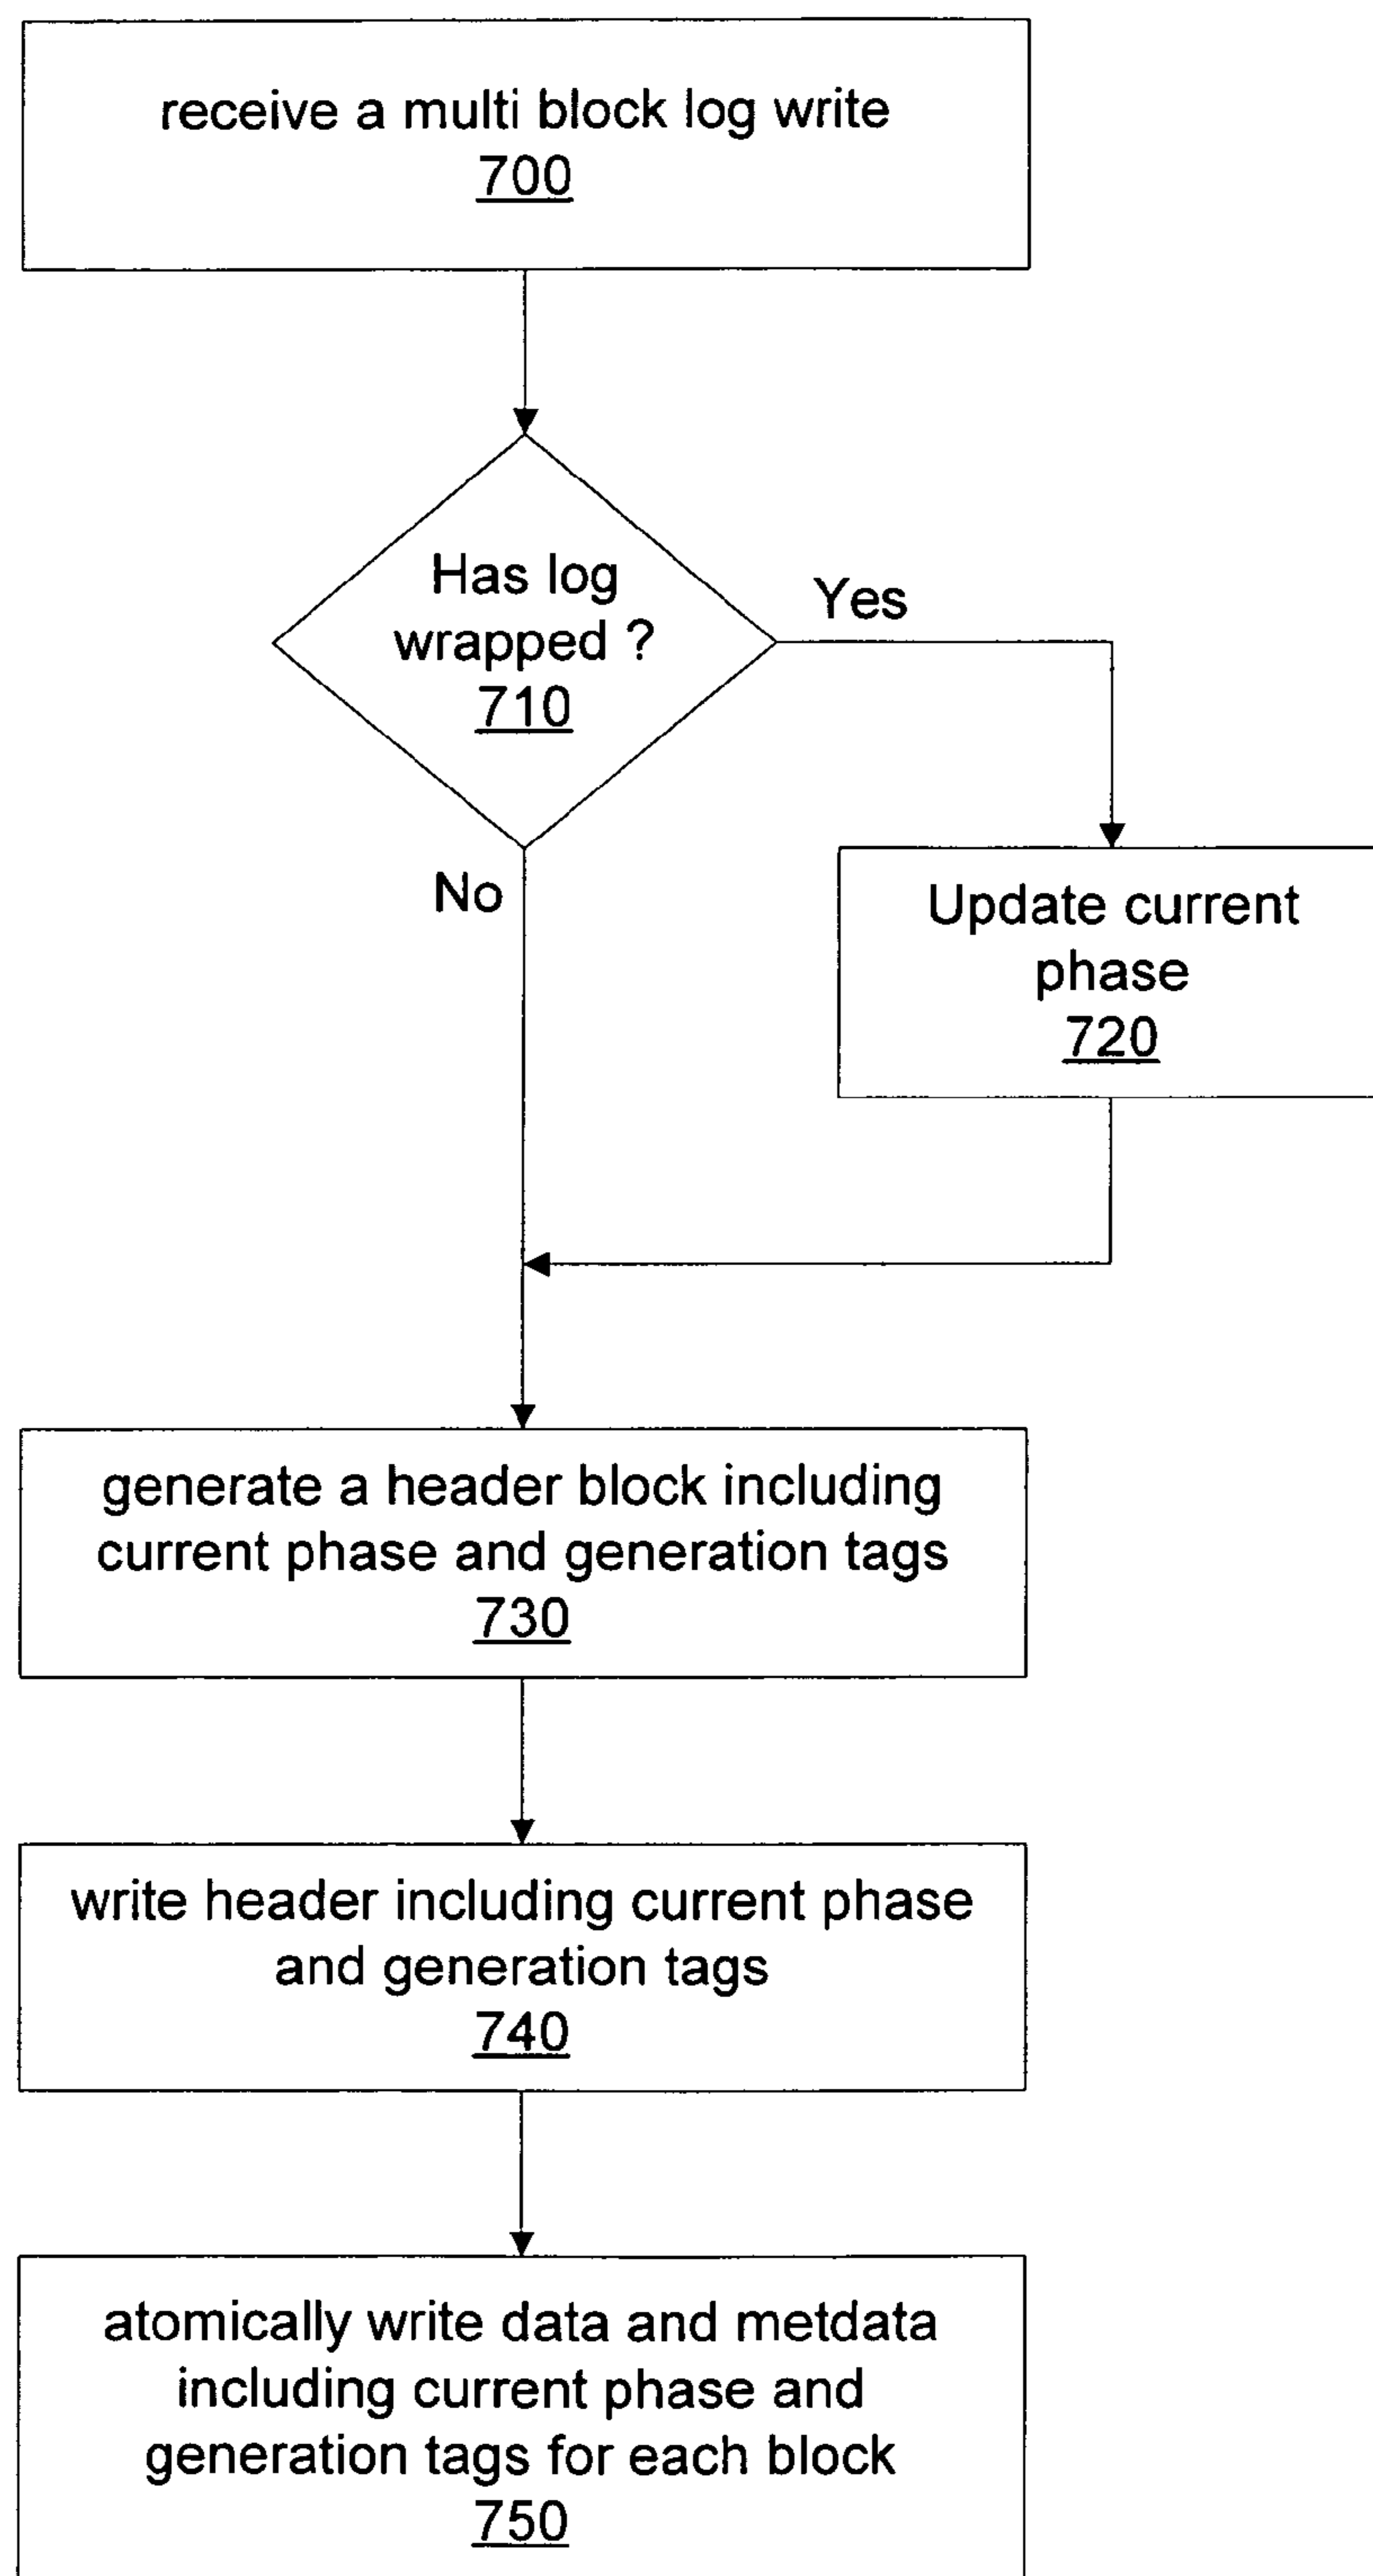 receive a multi block log write
700
Has log
wrapped ?
710
Yes
No
Update current
phase
720
generate a header block including
current phase and generation tags
730
write header including current phase
and generation tags
740
atomically write data and metdata
including current phase and
generation tags for each block
750